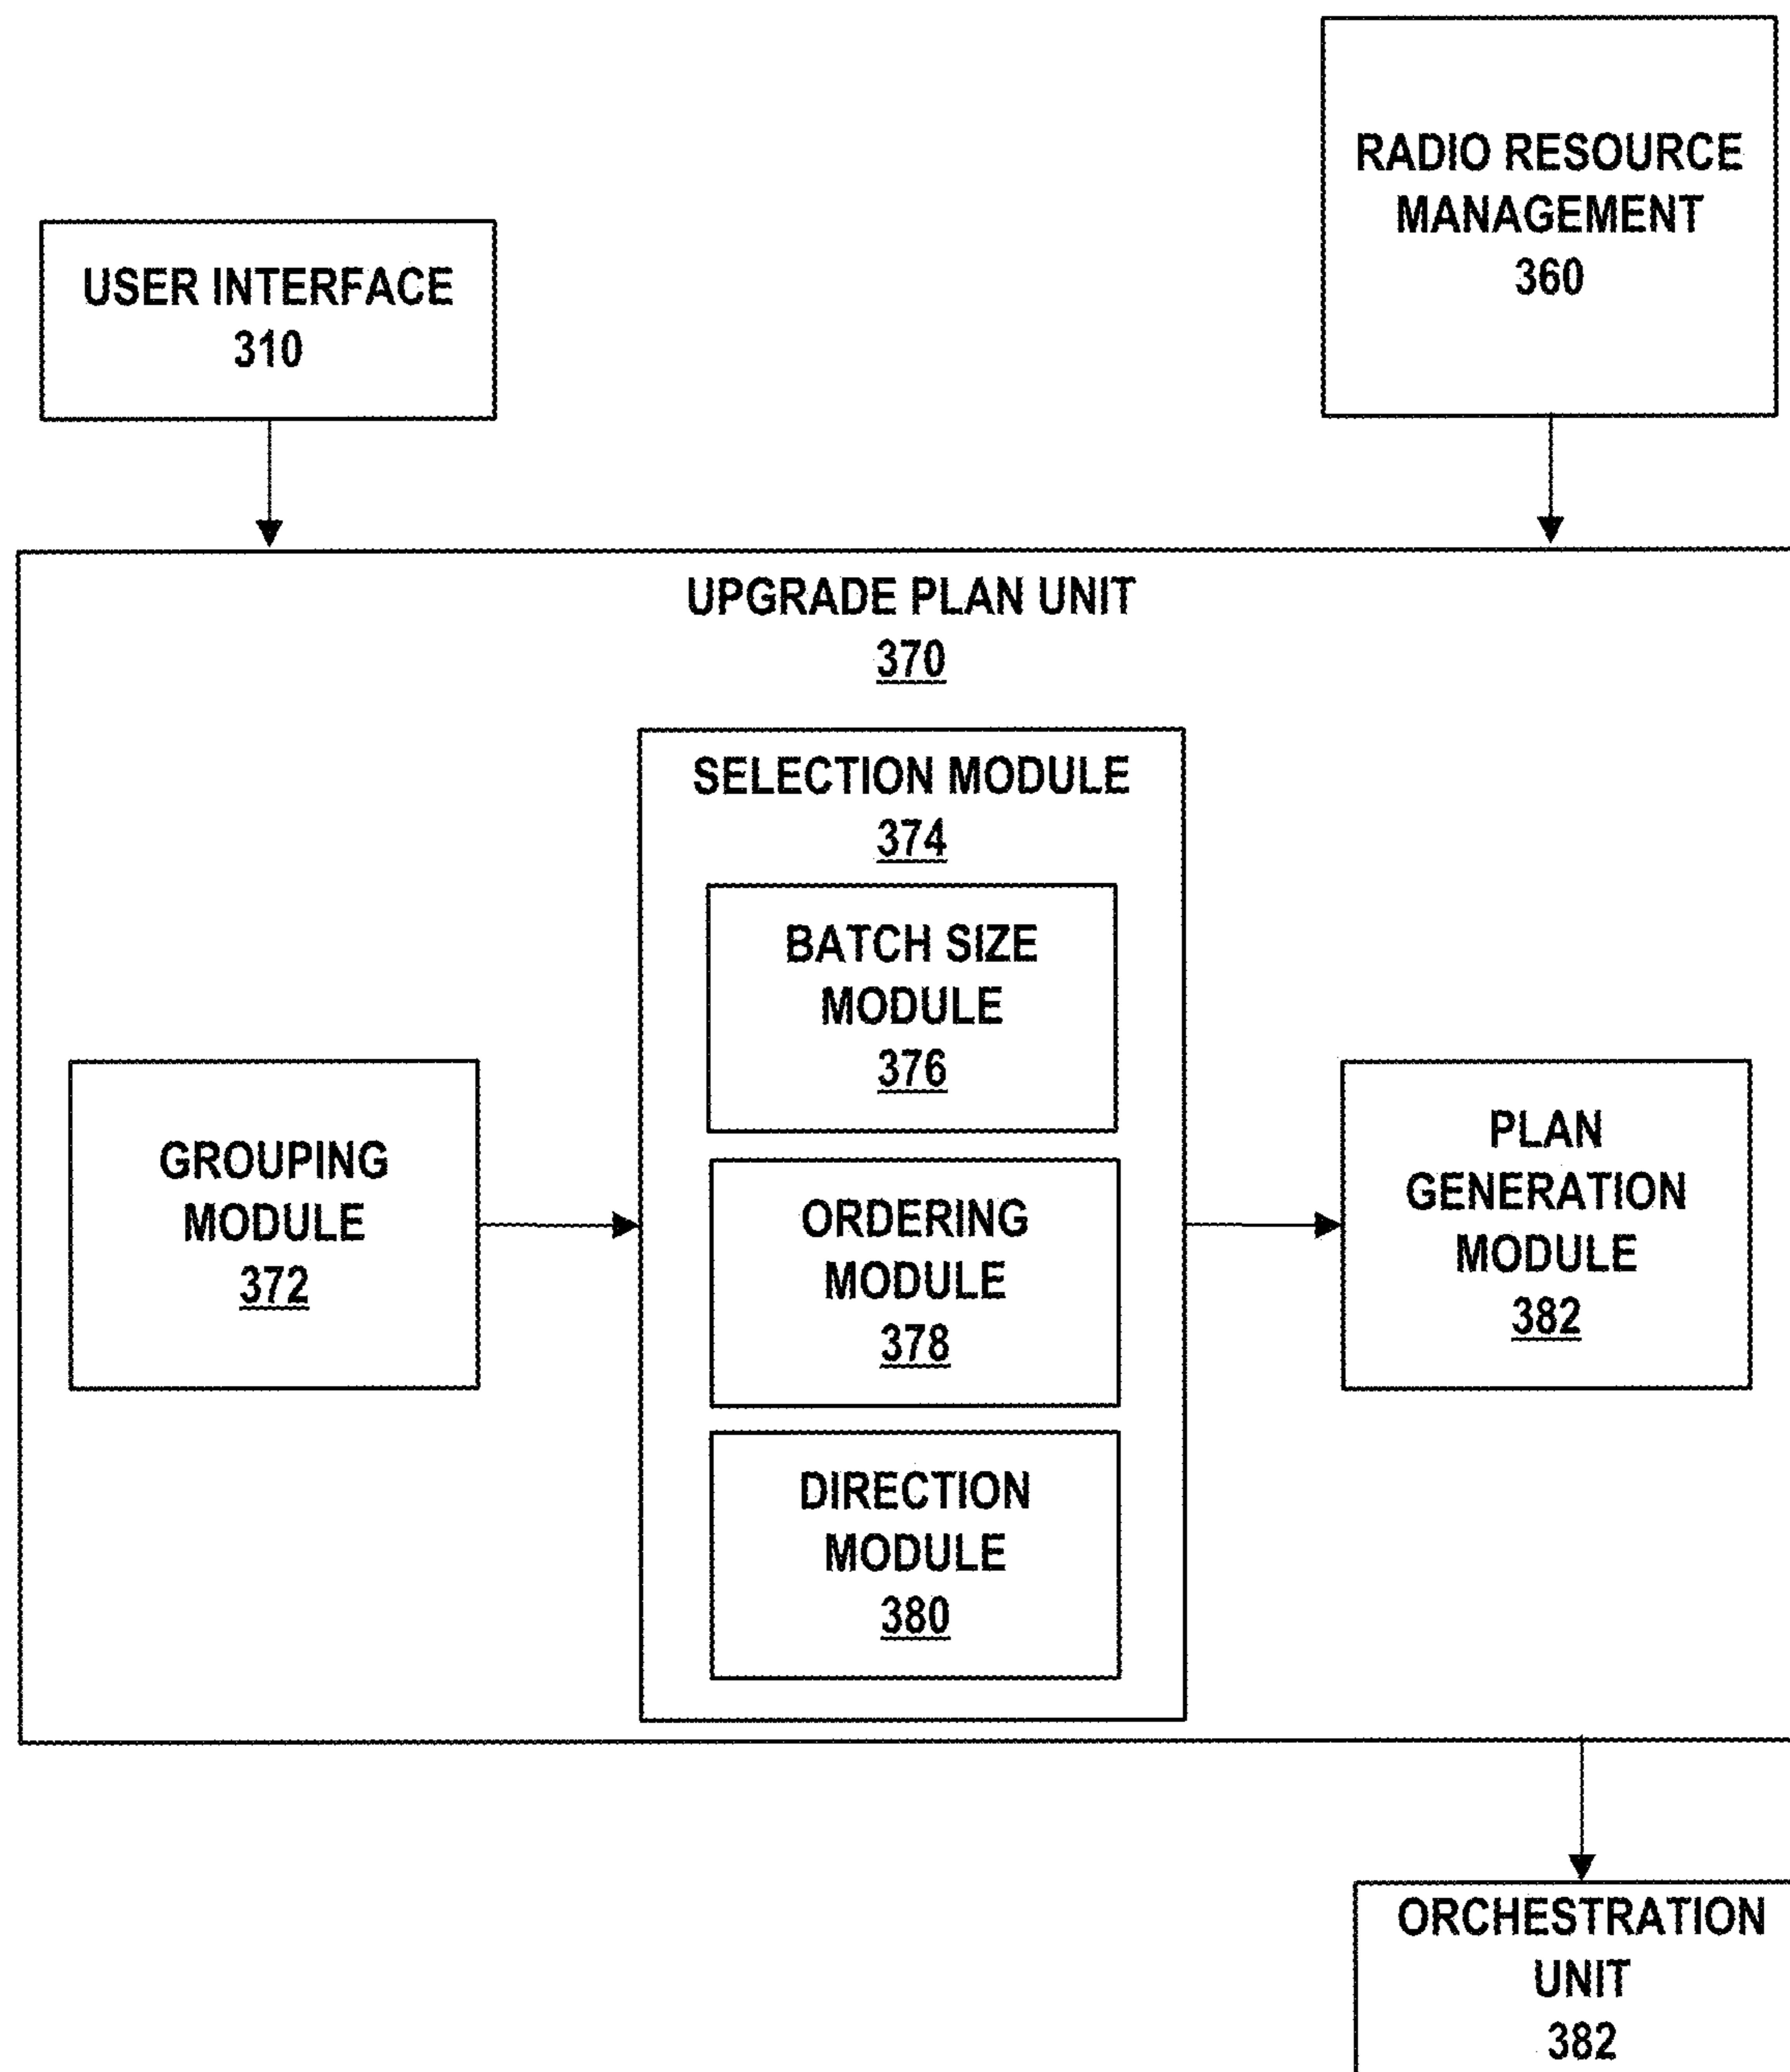 RADIO RESOURCE
MANAGEMENT
360
USER INTERFACE
310
UPGRADE PLAN UNIT
370
SELECTION MODULE
374
BATCH SIZE
MODULE
376
GROUPING
MODULE
372
ORDERING
MODULE
378
PLAN
GENERATION
MODULE
382
DIRECTION
MODULE
380
ORCHESTRATION
UNIT
382